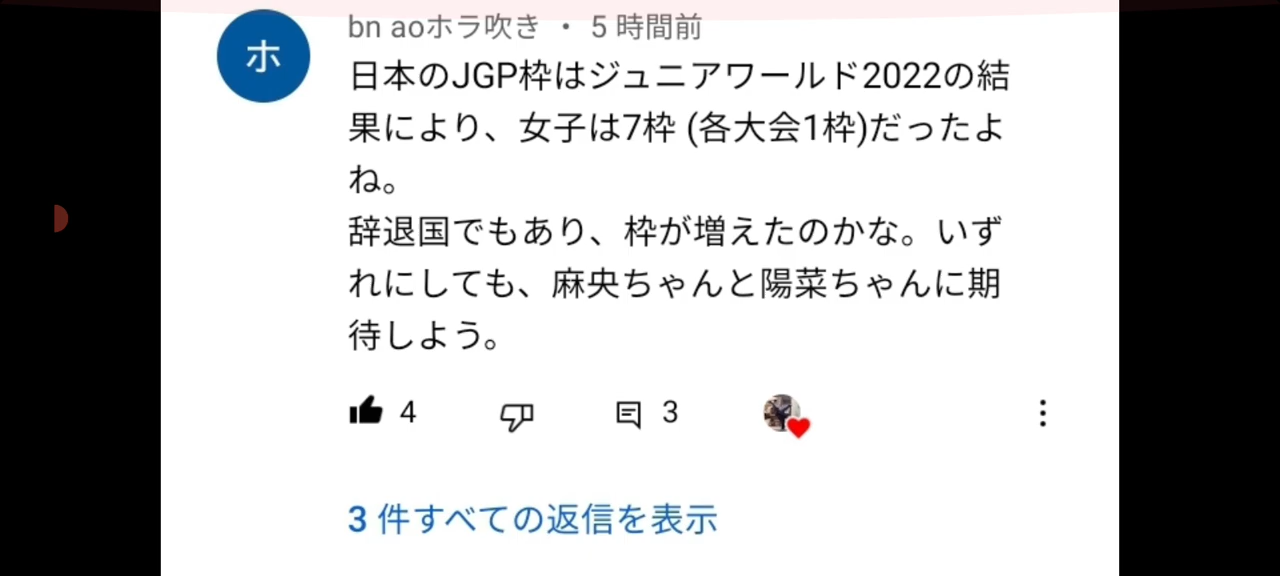 ホ
bn aoホラ吹き ・ 5 時間前
日本のJGP枠はジュニアワールド2022の結
果により、女子は7枠 (各大会1枠)だったよ
ね。
辞退国でもあり、枠が増えたのかな。いず
れにしても、麻央ちゃんと陽菜ちゃんに期
待しよう。
4 3
3 件すべての返信を表示